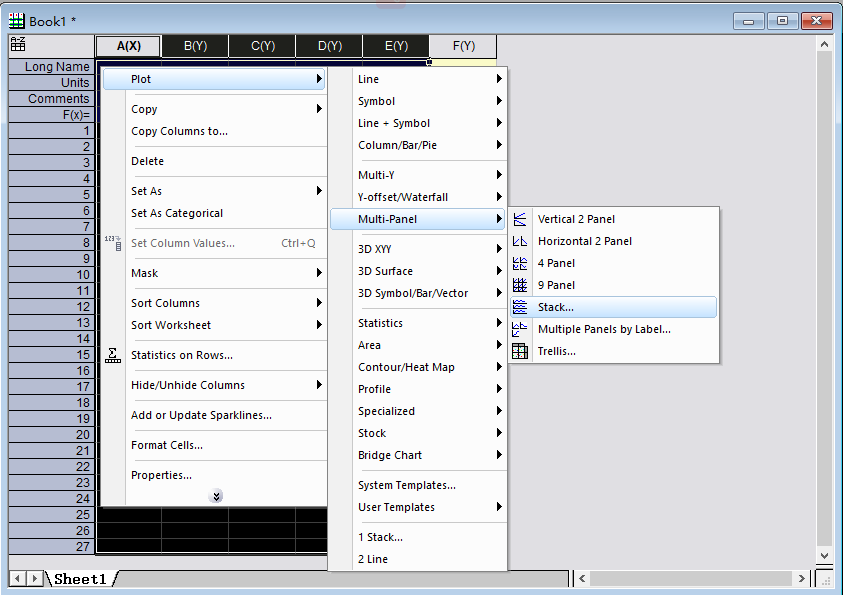 Book1 *
A(X) B(Y) C(Y) D(Y) E(Y) F(Y)
Long Name
Units
Comments
F(x)=
1
2
3
4
5
6
7
8
9
10
11
12
13
14
15
16
17
18
19
20
21
22
23
24
25
26
27
Plot
Copy
Copy Columns to...
Delete
Set As
Set As Categorical
Set Column Values... Ctrl+Q
Mask
Sort Columns
Sort Worksheet
Statistics on Rows...
Hide/Unhide Columns
Add or Update Sparklines...
Format Cells...
Properties...
Line
Symbol
Line + Symbol
Column/Bar/Pie
Multi-Y
Y-offset/Waterfall
Multi-Panel
3D XYY
3D Surface
3D Symbol/Bar/Vector
Statistics
Area
Contour/Heat Map
Profile
Specialized
Stock
Bridge Chart
System Templates...
User Templates
1 Stack...
2 Line
Vertical 2 Panel
Horizontal 2 Panel
4 Panel
9 Panel
Stack...
Multiple Panels by Label...
Trellis...
Sheet1